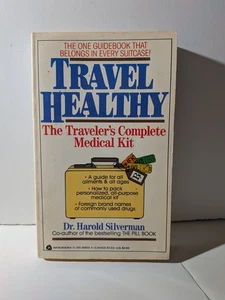 THE ONE GUIDEBOOK THAT
BELONGS IN EVERY SUITCASE!
TRAVEL
HEALTHY
The Traveler's Complete
Medical Kit
• A guide for all
ailments & all ages
• How to pack
personalized, all-purpose
medical kit
• Foreign brand names
of commonly used drugs
Dr. Harold Silverman
Co-author of the bestselling THE PILL BOOK